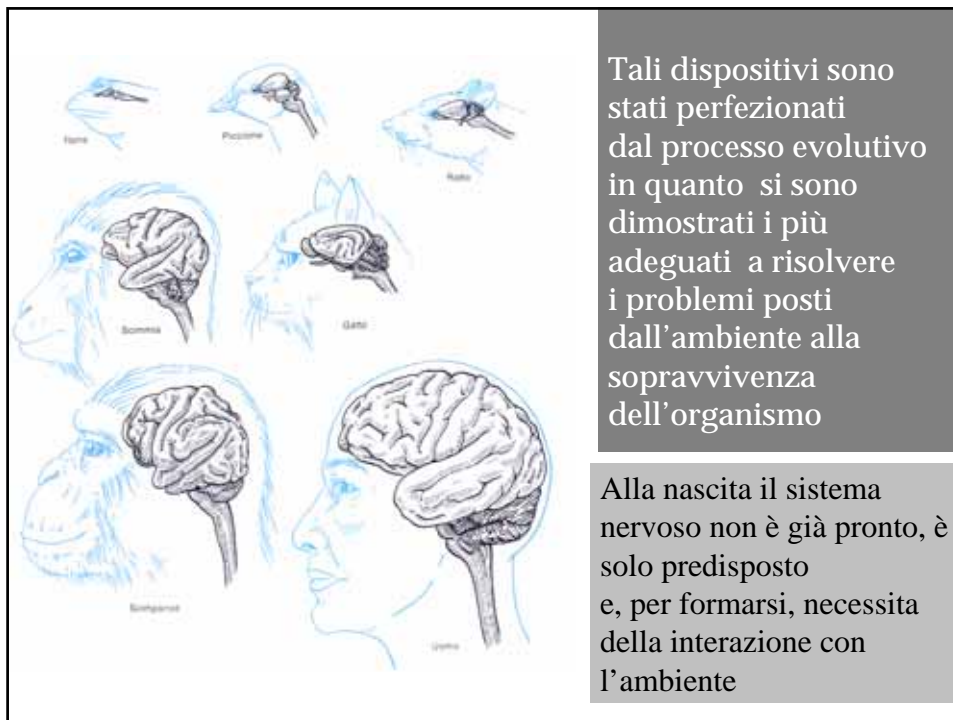 Piccione
Ratto
Scimmia
Gatto
Scimpanzè
Uomo
Tali dispositivi sono
stati perfezionati
dal processo evolutivo
in quanto si sono
dimostrati i più
adeguati a risolvere
i problemi posti
dall’ambiente alla
sopravvivenza
dell’organismo
Alla nascita il sistema
nervoso non è già pronto, è
solo predisposto
e, per formarsi, necessita
della interazione con
l’ambiente